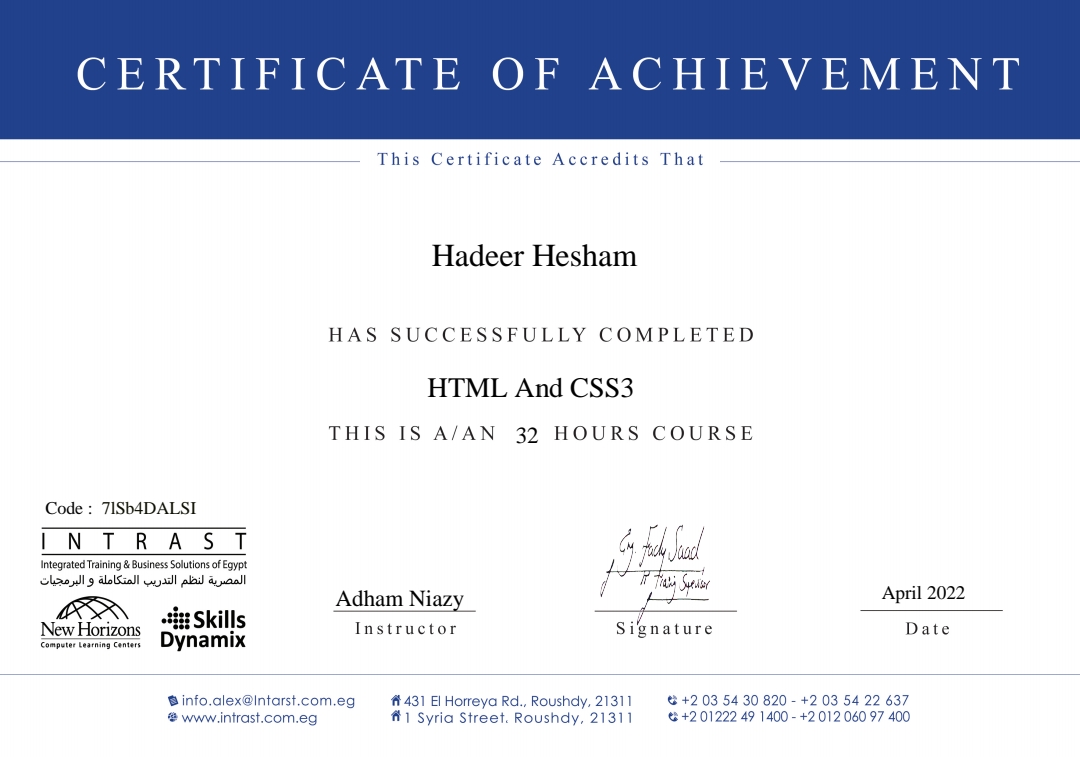 CERTIFICATE OF ACHIEVEMENT
This Certificate Accredits That
Hadeer Hesham
HAS SUCCESSFULLY COMPLETED
HTML And CSS3
THIS IS A/AN 32 HOURS COURSE
Code : 7lSb4DALSI
INTRAST
Integrated Training & Business Solutions of Egypt
المصرية لنظم التدريب المتكاملة و البرمجيات
New Horizons
Computer Learning Centers
Skills
Dynamix
Adham Niazy
Instructor
Eng. Fady Saad
Signature
April 2022
Date
info.alex@Intarst.com.eg
www.intrast.com.eg
431 El Horreya Rd., Roushdy, 21311
1 Syria Street. Roushdy, 21311
+2 03 54 30 820 - +2 03 54 22 637
+2 01222 49 1400 - +2 012 060 97 400